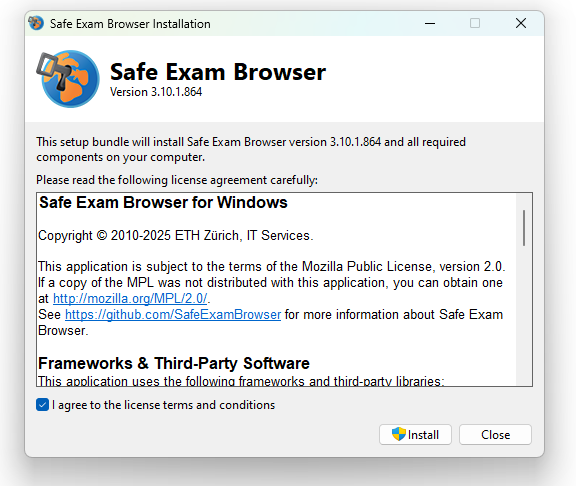 Safe Exam Browser Installation
Safe Exam Browser
Version 3.10.1.864
This setup bundle will install Safe Exam Browser version 3.10.1.864 and all required
components on your computer.
Please read the following license agreement carefully:
Safe Exam Browser for Windows
Copyright © 2010-2025 ETH Zürich, IT Services.
This application is subject to the terms of the Mozilla Public License, version 2.0.
If a copy of the MPL was not distributed with this application, you can obtain one
at http://mozilla.org/MPL/2.0/.
See https://github.com/SafeExamBrowser for more information about Safe Exam
Browser.
Frameworks & Third-Party Software
This application uses the following frameworks and third-party libraries:
I agree to the license terms and conditions
Install
Close